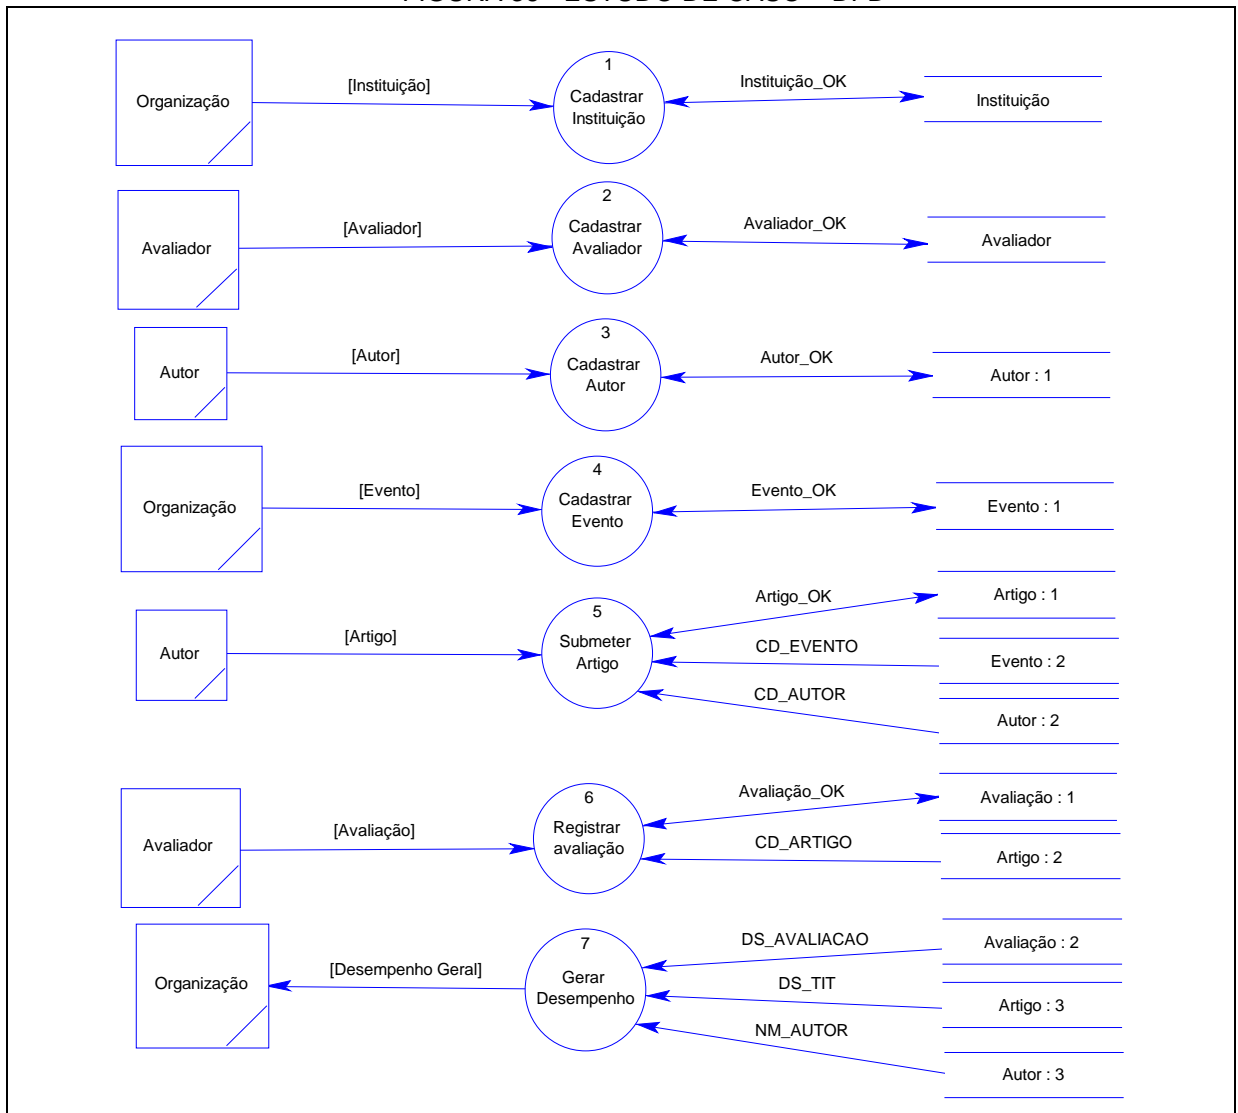 1
Organização
[Instituição]
Cadastrar
Instituição
Instituição_OK
Instituição
2
Avaliador
[Avaliador]
Cadastrar
Avaliador
Avaliador_OK
Avaliador
3
Autor
[Autor]
Cadastrar
Autor
Autor_OK
Autor : 1
4
Organização
[Evento]
Cadastrar
Evento
Evento_OK
Evento : 1
5
Autor
[Artigo]
Submeter
Artigo
Artigo_OK
Artigo : 1
CD_EVENTO
Evento : 2
CD_AUTOR
Autor : 2
6
Avaliador
[Avaliação]
Registrar
avaliação
Avaliação_OK
Avaliação : 1
CD_ARTIGO
Artigo : 2
7
Organização
[Desempenho Geral]
Gerar
Desempenho
DS_AVALIACAO
Avaliação : 2
DS_TIT
Artigo : 3
NM_AUTOR
Autor : 3